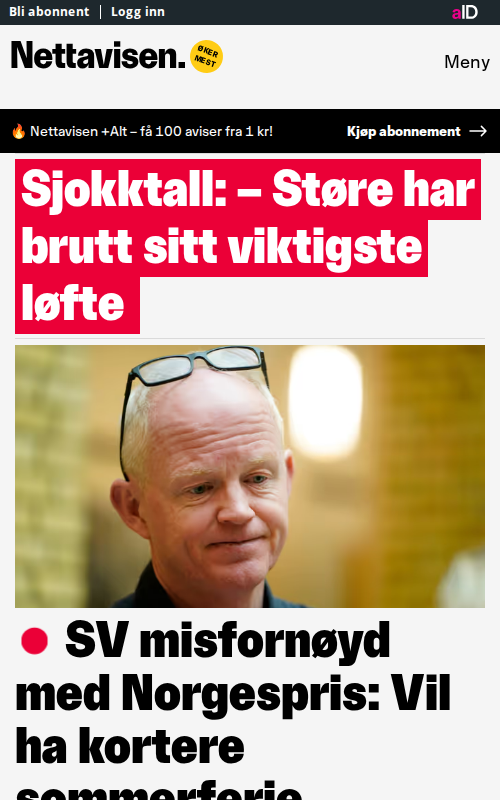 Bli abonnent
Logg inn
aID
Nettavisen.
ØKER
MEST
Meny
Nettavisen +Alt – få 100 aviser fra 1 kr!
Kjøp abonnement
Sjokktall: – Støre har
brutt sitt viktigste
løfte
SV misfornøyd
med Norgespris: Vil
ha kortere
sommerferie